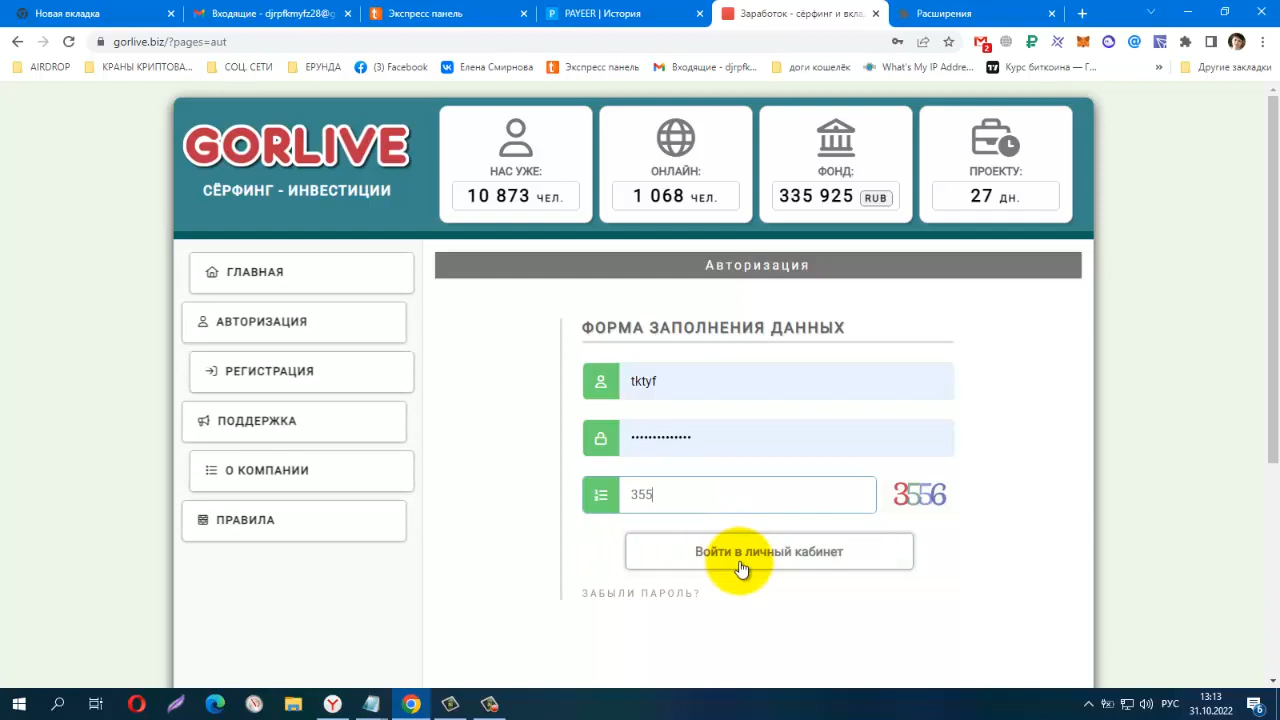 Новая вкладка
Входящие - djrpfkmyfz28@g
Экспресс панель
PAYEER | История
Заработок - сёрфинг и вкла
Расширения
gorlive.biz/?pages=aut
2
AIRDROP
КРАНЫ КРИПТОВА...
СОЦ. СЕТИ
ЕРУНДА
(3) Facebook
Елена Смирнова
Экспресс панель
Входящие - djrpfk...
доги кошелёк
What's My IP Addre...
Курс биткоина — Г...
»
Другие закладки
GORLIVE
СЁРФИНГ - ИНВЕСТИЦИИ
НАС УЖЕ:
10 873 ЧЕЛ.
ОНЛАЙН:
1 068 ЧЕЛ.
ФОНД:
335 925 RUB
ПРОЕКТУ:
27 ДН.
ГЛАВНАЯ
АВТОРИЗАЦИЯ
РЕГИСТРАЦИЯ
ПОДДЕРЖКА
О КОМПАНИИ
ПРАВИЛА
Авторизация
ФОРМА ЗАПОЛНЕНИЯ ДАННЫХ
tktyf
••••••••••••••
355
3556
Войти в личный кабинет
ЗАБЫЛИ ПАРОЛЬ?
РУС
13:13
31.10.2022
6